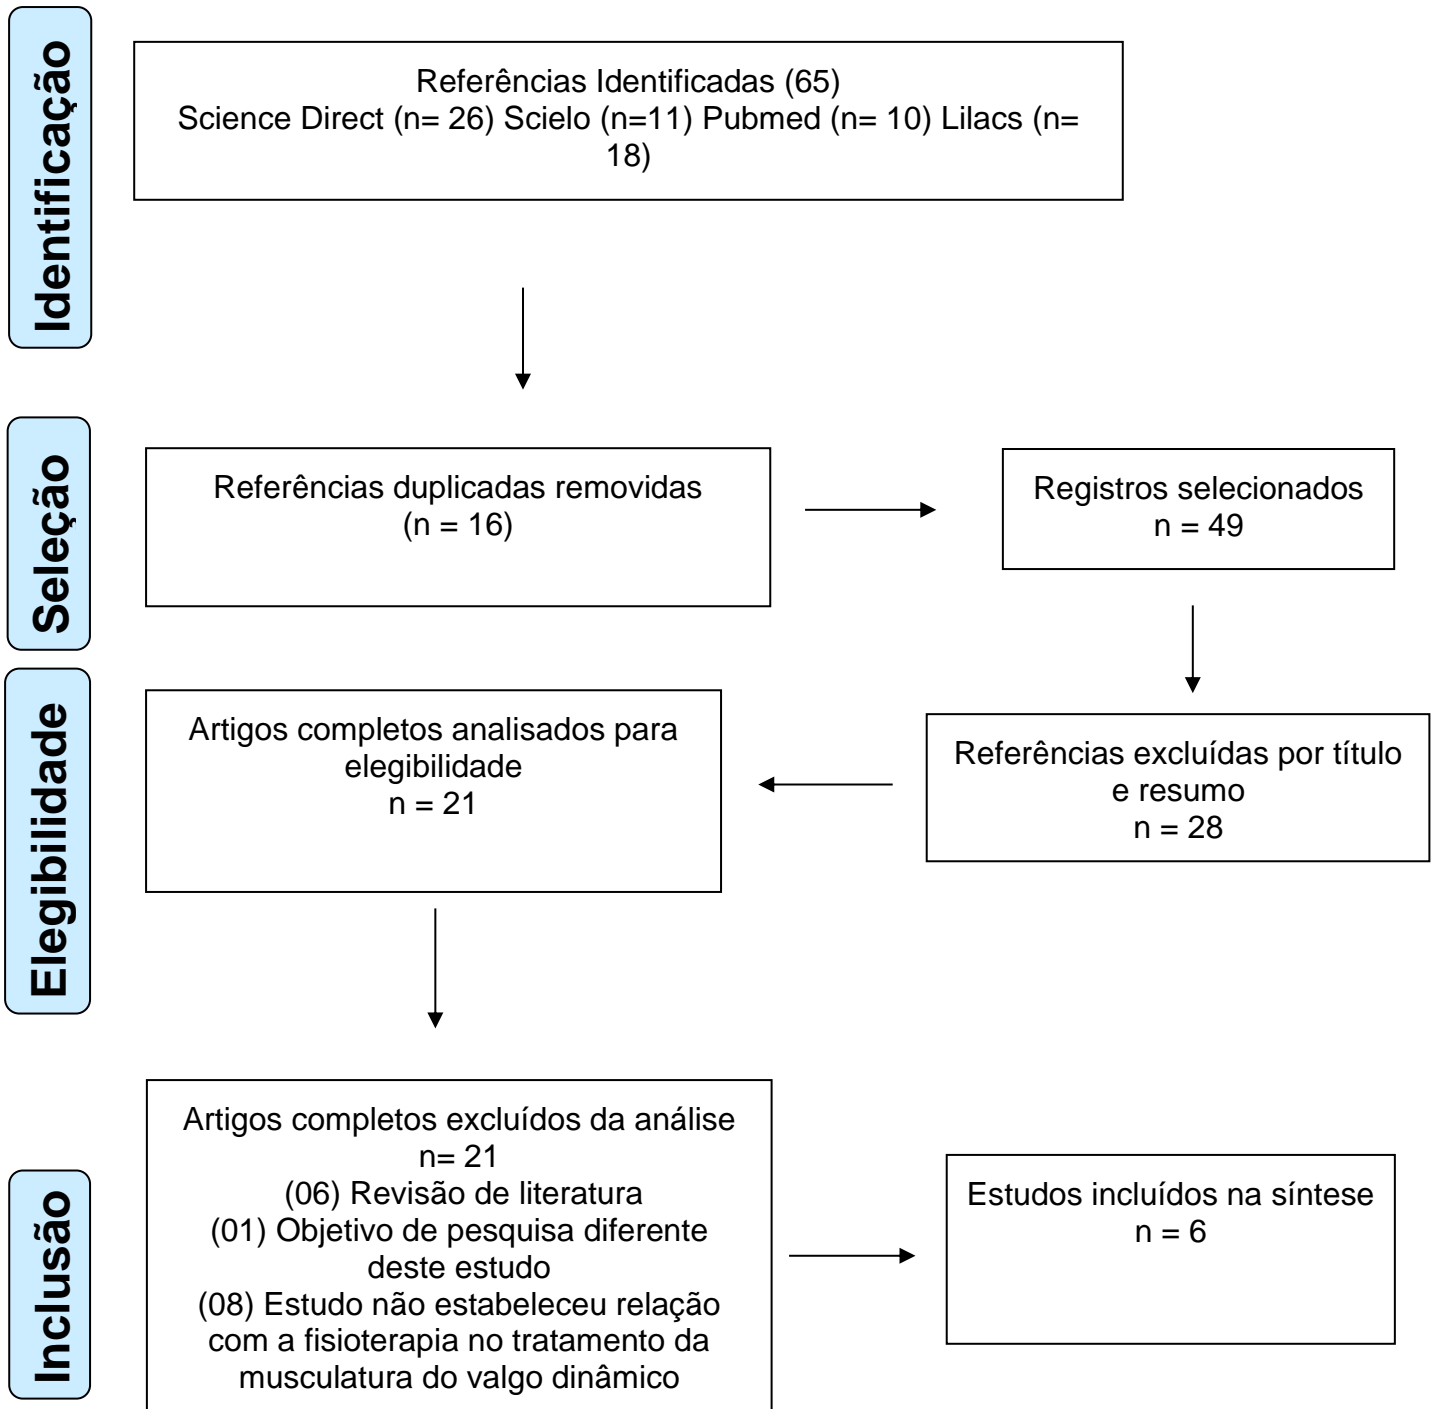 Identificação
Referências Identificadas (65)
Science Direct (n= 26) Scielo (n=11) Pubmed (n= 10) Lilacs (n=
18)
Seleção
Referências duplicadas removidas
(n = 16)
Registros selecionados
n = 49
Elegibilidade
Artigos completos analisados para
elegibilidade
n = 21
Referências excluídas por título
e resumo
n = 28
Inclusão
Artigos completos excluídos da análise
n= 21
(06) Revisão de literatura
(01) Objetivo de pesquisa diferente
deste estudo
(08) Estudo não estabeleceu relação
com a fisioterapia no tratamento da
musculatura do valgo dinâmico
Estudos incluídos na síntese
n = 6